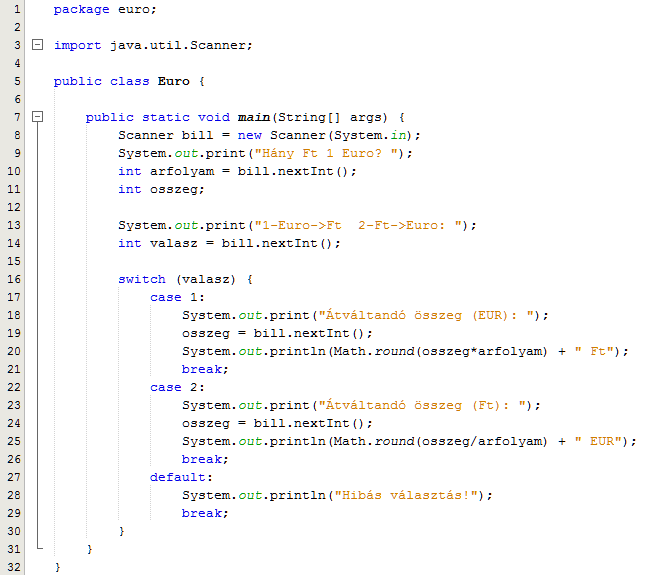 1 package euro;
2
3 import java.util.Scanner;
4
5 public class Euro {
6
7     public static void main(String[] args) {
8         Scanner bill = new Scanner(System.in);
9         System.out.print("Hány Ft 1 Euro? ");
10         int arfolyam = bill.nextInt();
11         int osszeg;
12
13         System.out.print("1-Euro->Ft  2-Ft->Euro: ");
14         int valasz = bill.nextInt();
15
16         switch (valasz) {
17             case 1:
18                 System.out.print("Átváltandó összeg (EUR): ");
19                 osszeg = bill.nextInt();
20                 System.out.println(Math.round(osszeg*arfolyam) + " Ft");
21                 break;
22             case 2:
23                 System.out.print("Átváltandó összeg (Ft): ");
24                 osszeg = bill.nextInt();
25                 System.out.println(Math.round(osszeg/arfolyam) + " EUR");
26                 break;
27             default:
28                 System.out.println("Hibás választás!");
29                 break;
30         }
31     }
32 }